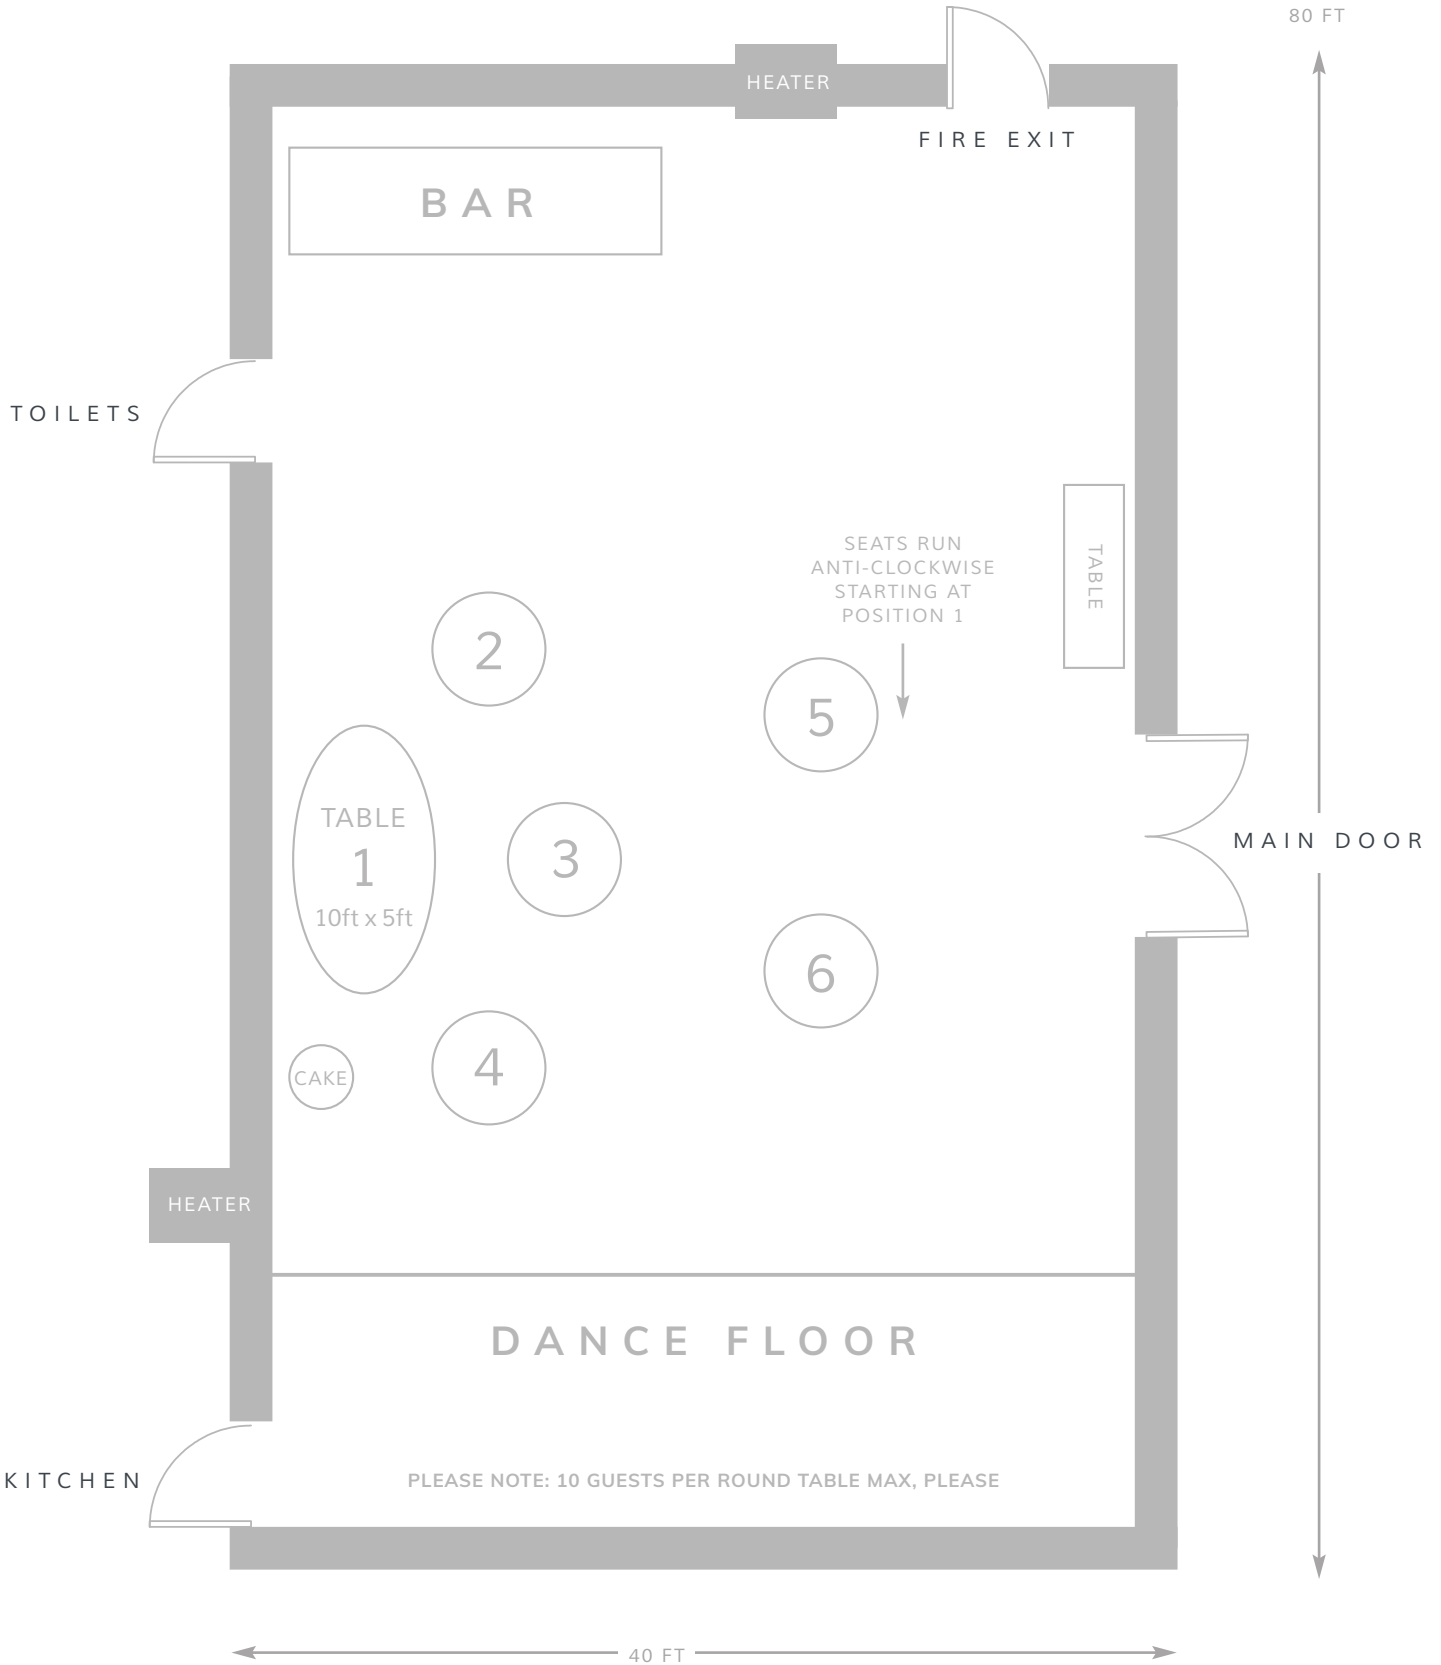 80 FT
HEATER
FIRE EXIT
BAR
TOILETS
TABLE
SEATS RUN
ANTI-CLOCKWISE
STARTING AT
POSITION 1
2
5
TABLE
1
10ft x 5ft
3
MAIN DOOR
6
4
CAKE
HEATER
DANCE FLOOR
KITCHEN
PLEASE NOTE: 10 GUESTS PER ROUND TABLE MAX, PLEASE
40 FT